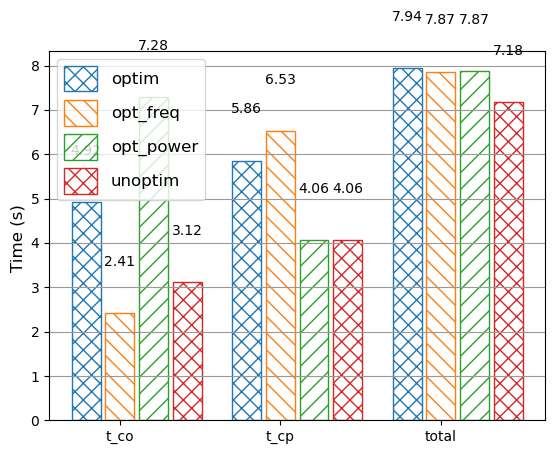 7.94 7.87 7.87
7.28
7.18
8
optim
6.53
7
opt_freq
5.86
6
opt_power
4.92
5
unoptim
4.06 4.06
4
3.12
3
2.41
2
1
0
Time (s)
t_co
t_cp
total